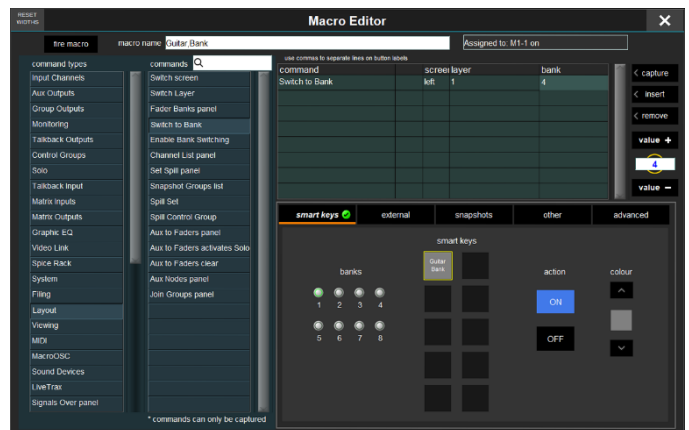 RESET
WIDTHS
Macro Editor
fire macro
macro name
Guitar,Bank
Assigned to: M1-1 on
use commas to separate lines on button labels
command types
Input Channels
Aux Outputs
Group Outputs
Monitoring
Talkback Outputs
Control Groups
Solo
Talkback Input
Matrix Inputs
Matrix Outputs
Graphic EQ
Video Link
Spice Rack
System
Filing
Layout
Viewing
MIDI
MacroOSC
Sound Devices
LiveTrax
Signals Over panel
commands
Switch screen
Switch Layer
Fader Banks panel
Switch to Bank
Enable Bank Switching
Channel List panel
Set Spill panel
Snapshot Groups list
Spill Set
Spill Control Group
Aux to Faders panel
Aux to Faders activates Solo
Aux to Faders clear
Aux Nodes panel
Join Groups panel
* commands can only be captured
command screen layer bank
Switch to Bank left 1 4
< capture
< insert
< remove
value +
4
value −
smart keys external snapshots other advanced
smart keys
Guitar
Bank
banks
1 2 3 4
5 6 7 8
action
ON
OFF
colour